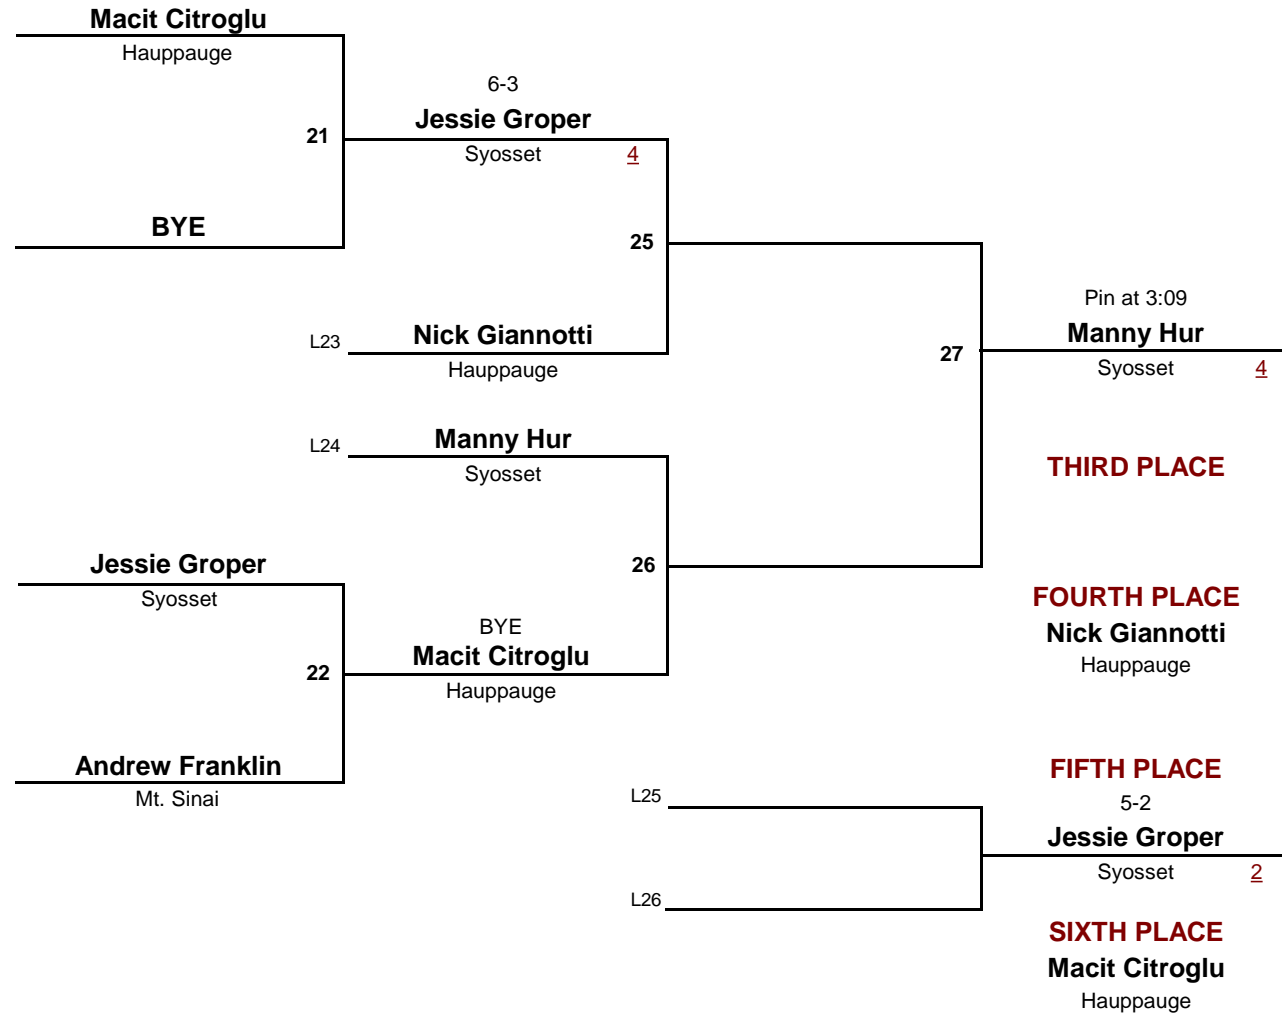 Macit Citroglu
Hauppauge
21
BYE
6-3
Jessie Groper
Syosset 4
25
L23 Nick Giannotti
Hauppauge
L24 Manny Hur
Syosset
26
Jessie Groper
Syosset
22
Andrew Franklin
Mt. Sinai
BYE
Macit Citroglu
Hauppauge
27
Pin at 3:09
Manny Hur
Syosset 4
THIRD PLACE
FOURTH PLACE
Nick Giannotti
Hauppauge
L25
L26
FIFTH PLACE
5-2
Jessie Groper
Syosset 2
SIXTH PLACE
Macit Citroglu
Hauppauge